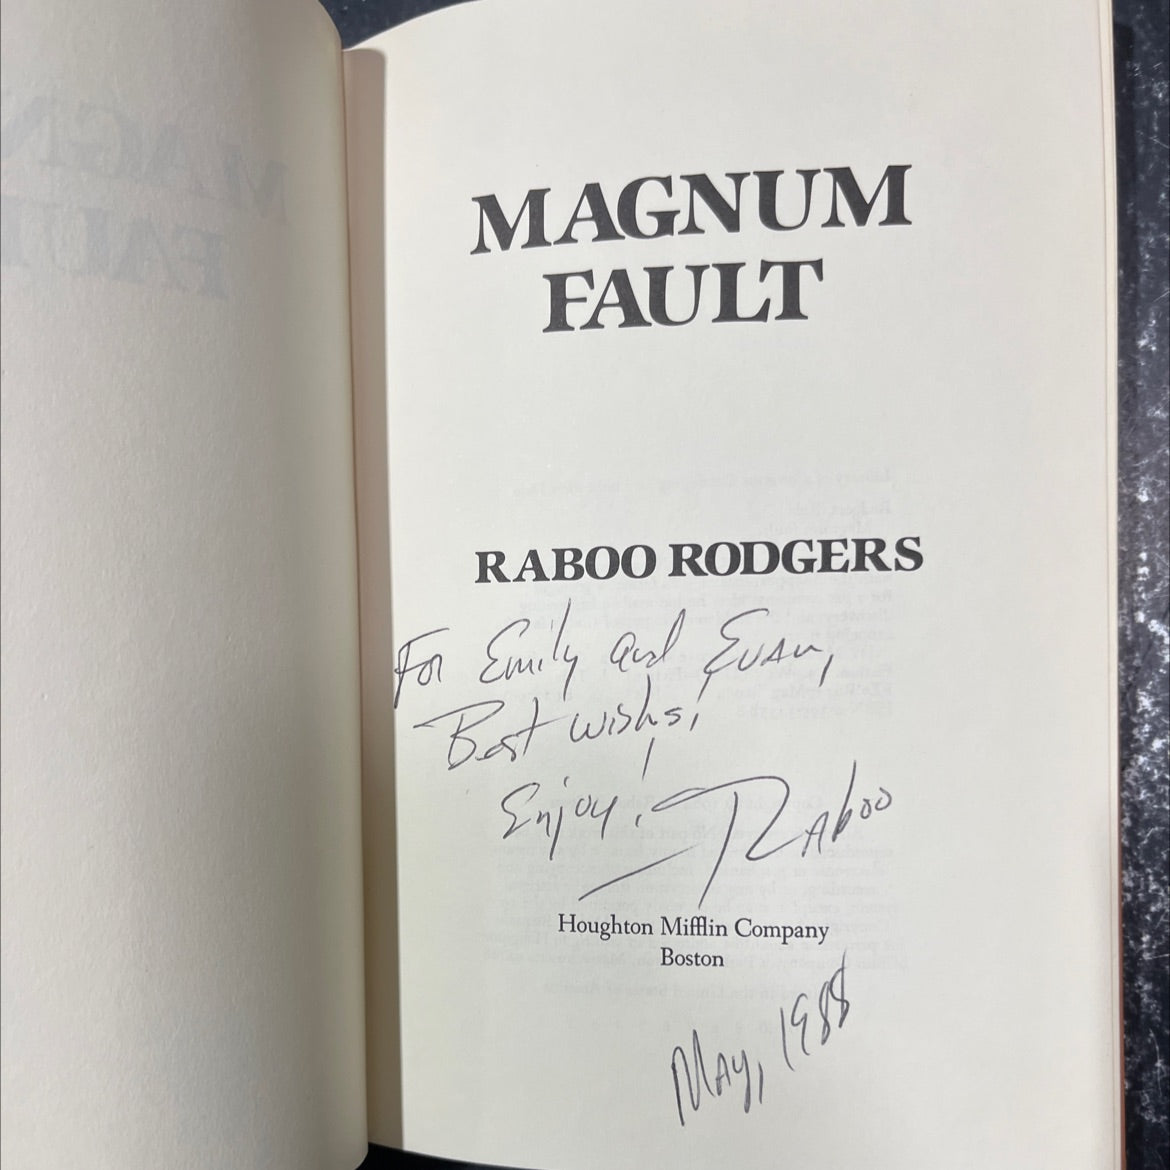 MAGNUM
FAULT
RABOO RODGERS
For Emily and Evan,
Best wishes,
Enjoy! Raboo
Houghton Mifflin Company
Boston
May, 1988